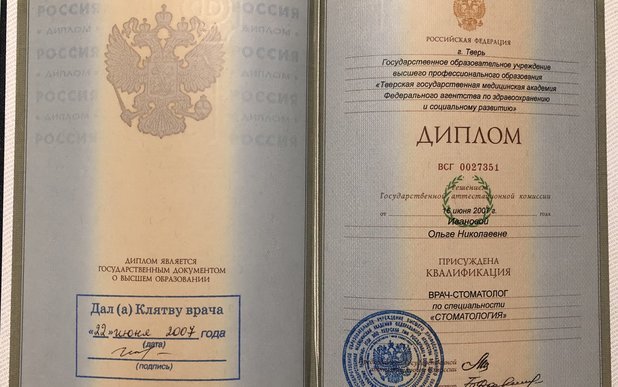 РОССИЯ РОССИЯ
ДИПЛОМ ДИПЛОМ
РОССИЯ
РОССИЯ
ДИПЛОМ ЯВЛЯЕТСЯ
ГОСУДАРСТВЕННЫМ ДОКУМЕНТОМ
О ВЫСШЕМ ОБРАЗОВАНИИ
Дал (а) Клятву врача
«22» июня 2007 года
(дата)
(подпись)
РОССИЙСКАЯ ФЕДЕРАЦИЯ
г. Тверь
Государственное образовательное учреждение
высшего профессионального образования
«Тверская государственная медицинская академия
Федерального агентства по здравоохранению
и социальному развитию»
ДИПЛОМ
ВСГ 0027351
Решением
Государственной аттестационной комиссии
от июня 2007 г. года
Ивановой
Ольге Николаевне
ПРИСУЖДЕНА
КВАЛИФИКАЦИЯ
ВРАЧ-СТОМАТОЛОГ
по специальности
«СТОМАТОЛОГИЯ»